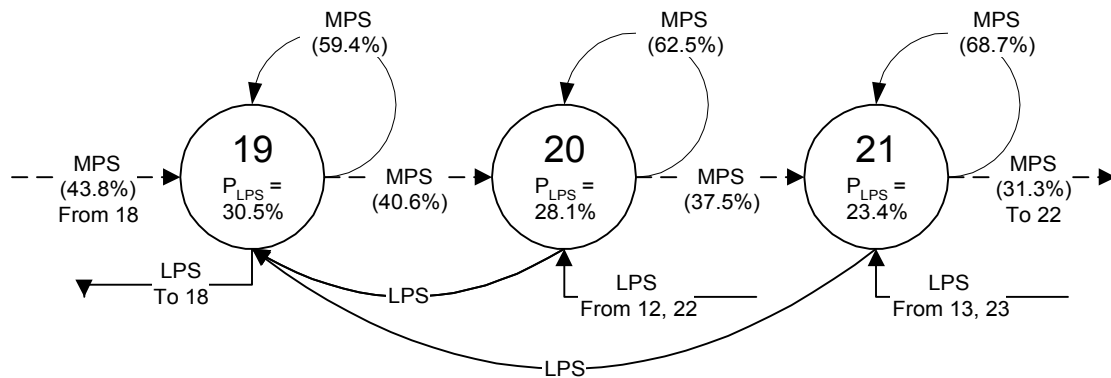 MPS
(59.4%)
MPS
(62.5%)
MPS
(68.7%)
MPS
(43.8%)
From 18
19
P_LPS =
30.5%
MPS
(40.6%)
20
P_LPS =
28.1%
MPS
(37.5%)
21
P_LPS =
23.4%
MPS
(31.3%)
To 22
LPS
To 18
LPS
LPS
From 12, 22
LPS
From 13, 23
LPS